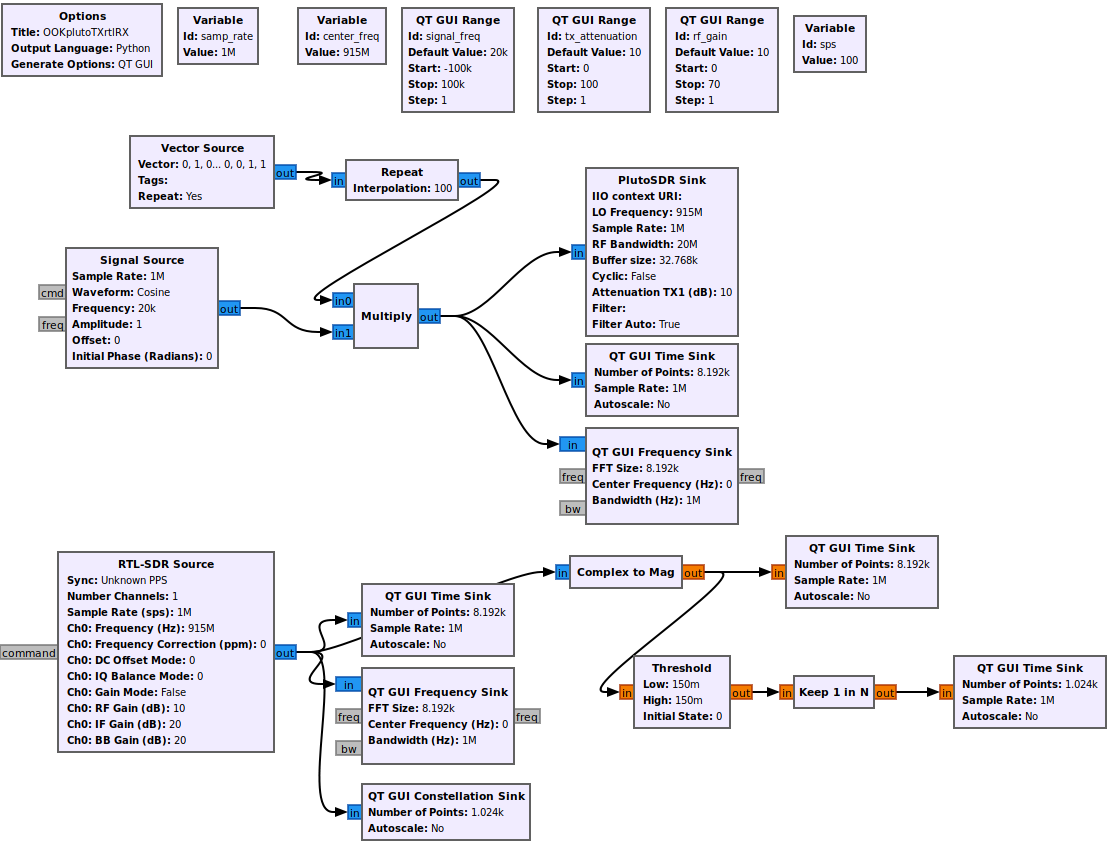 Options
Title: OOKplutoTXrtlRX
Output Language: Python
Generate Options: QT GUI
Variable
Id: samp_rate
Value: 1M
Variable
Id: center_freq
Value: 915M
QT GUI Range
Id: signal_freq
Default Value: 20k
Start: -100k
Stop: 100k
Step: 1
QT GUI Range
Id: tx_attenuation
Default Value: 10
Start: 0
Stop: 100
Step: 1
QT GUI Range
Id: rf_gain
Default Value: 10
Start: 0
Stop: 70
Step: 1
Variable
Id: sps
Value: 100
Vector Source
Vector: 0, 1, 0... 0, 0, 1, 1
Tags:
Repeat: Yes
out
in
Repeat
Interpolation: 100
out
Signal Source
Sample Rate: 1M
Waveform: Cosine
Frequency: 20k
Amplitude: 1
Offset: 0
Initial Phase (Radians): 0
cmd
freq
out
in0
in1
Multiply
out
in
PlutoSDR Sink
IIO context URI:
LO Frequency: 915M
Sample Rate: 1M
RF Bandwidth: 20M
Buffer size: 32.768k
Cyclic: False
Attenuation TX1 (dB): 10
Filter:
Filter Auto: True
in
QT GUI Time Sink
Number of Points: 8.192k
Sample Rate: 1M
Autoscale: No
in
freq
bw
QT GUI Frequency Sink
FFT Size: 8.192k
Center Frequency (Hz): 0
Bandwidth (Hz): 1M
freq
RTL-SDR Source
Sync: Unknown PPS
Number Channels: 1
Sample Rate (sps): 1M
Ch0: Frequency (Hz): 915M
Ch0: Frequency Correction (ppm): 0
Ch0: DC Offset Mode: 0
Ch0: IQ Balance Mode: 0
Ch0: Gain Mode: False
Ch0: RF Gain (dB): 10
Ch0: IF Gain (dB): 20
Ch0: BB Gain (dB): 20
command
out
in
QT GUI Time Sink
Number of Points: 8.192k
Sample Rate: 1M
Autoscale: No
in
freq
bw
QT GUI Frequency Sink
FFT Size: 8.192k
Center Frequency (Hz): 0
Bandwidth (Hz): 1M
freq
in
QT GUI Constellation Sink
Number of Points: 1.024k
Autoscale: No
in
Complex to Mag
out
in
QT GUI Time Sink
Number of Points: 8.192k
Sample Rate: 1M
Autoscale: No
in
Threshold
Low: 150m
High: 150m
Initial State: 0
out
in
Keep 1 in N
out
in
QT GUI Time Sink
Number of Points: 1.024k
Sample Rate: 1M
Autoscale: No